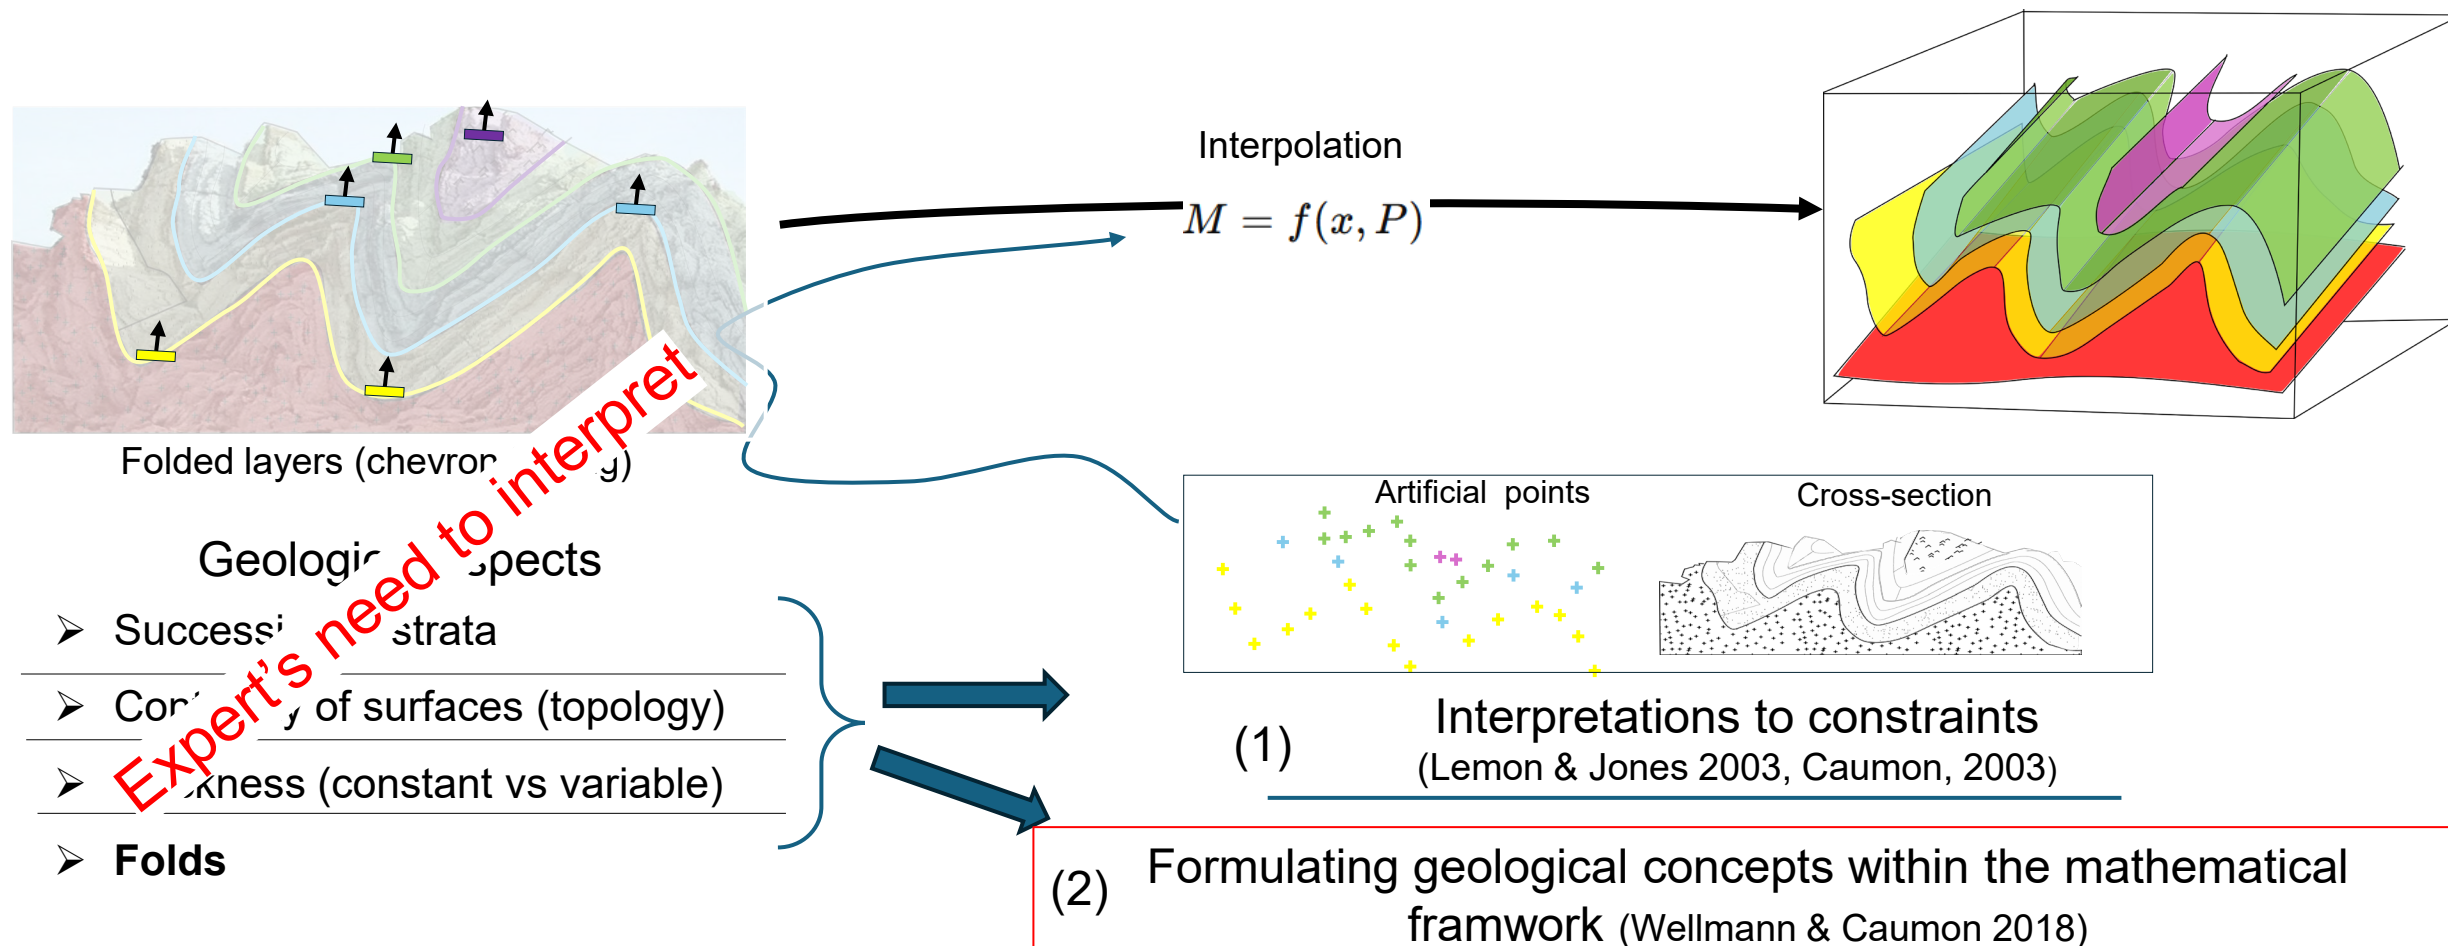 Interpolation
M = f(x, P)
Folded layers (chevron g)
Expert's need to interpret
Artificial points
Cross-section
Geologic spects
➢ Successi strata
➢ Con y of surfaces (topology)
➢ kness (constant vs variable)
➢ Folds
(1)
Interpretations to constraints
(Lemon & Jones 2003, Caumon, 2003)
(2)
Formulating geological concepts within the mathematical
framwork (Wellmann & Caumon 2018)